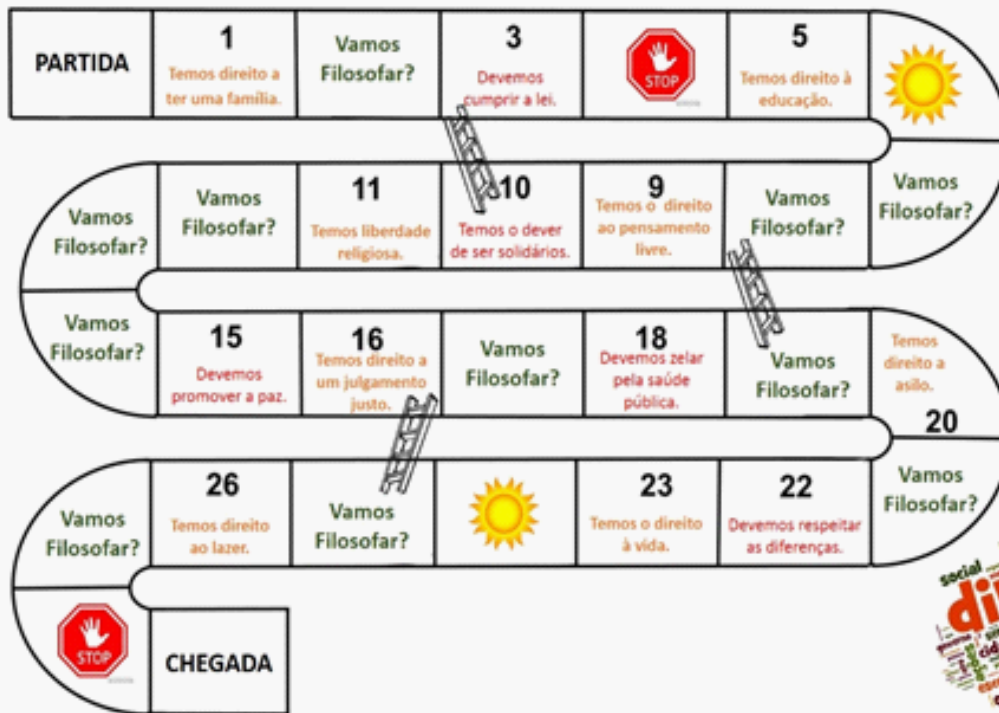 PARTIDA
1
Temos direito a
ter uma família.
Vamos
Filosofar?
3
Devemos
cumprir a lei.
STOP
5
Temos direito à
educação.
Vamos
Filosofar?
Vamos
Filosofar?
9
Temos o direito
ao pensamento
livre.
10
Temos o dever
de ser solidários.
11
Temos liberdade
religiosa.
Vamos
Filosofar?
Vamos
Filosofar?
Vamos
Filosofar?
15
Devemos
promover a paz.
16
Temos direito a
um julgamento
justo.
Vamos
Filosofar?
18
Devemos zelar
pela saúde
pública.
Vamos
Filosofar?
Temos
direito a
asilo.
20
Vamos
Filosofar?
22
Devemos respeitar
as diferenças.
23
Temos o direito
à vida.
Vamos
Filosofar?
26
Temos direito
ao lazer.
Vamos
Filosofar?
STOP
CHEGADA
social